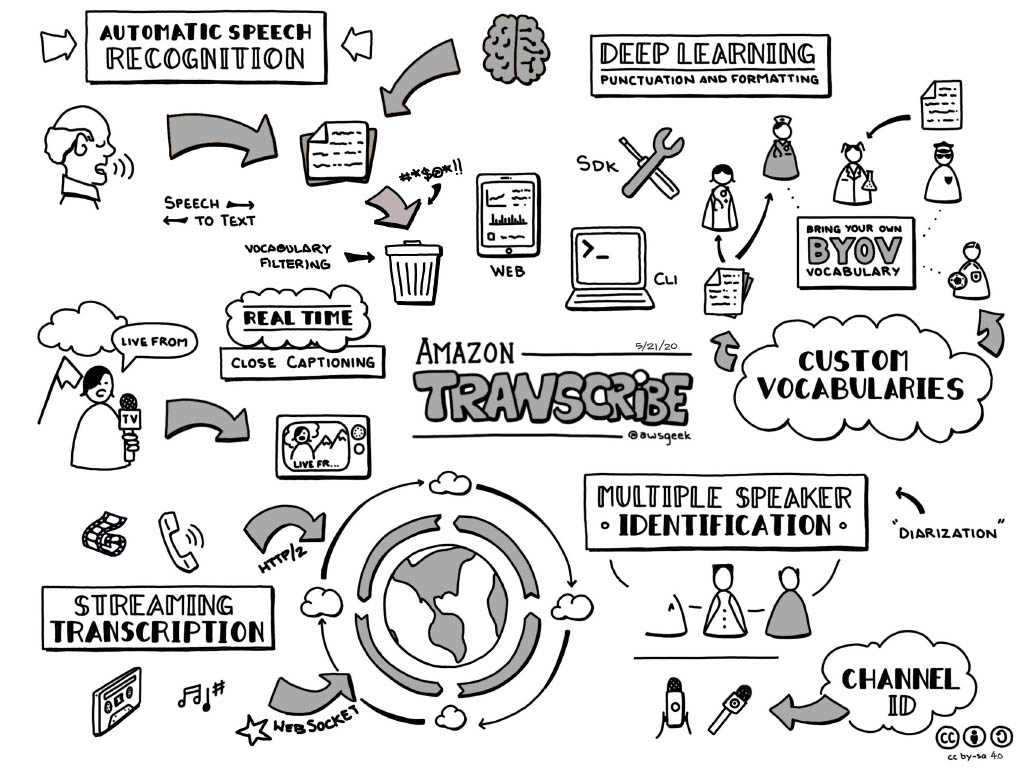 AUTOMATIC SPEECH
RECOGNITION
SPEECH
TO TEXT
#*$@*!!
VOCABULARY
FILTERING
WEB
DEEP LEARNING
PUNCTUATION AND FORMATTING
SDK
>_
CLI
BRING YOUR OWN
BYOV
VOCABULARY
CUSTOM
VOCABULARIES
LIVE FROM
TV
REAL TIME
CLOSE CAPTIONING
LIVE FR...
AMAZON
5/21/20
TRANSCRIBE
@awsgeek
HTTP/2
STREAMING
TRANSCRIPTION
#
WEBSOCKET
MULTIPLE SPEAKER
• IDENTIFICATION •
"DIARIZATION"
CHANNEL
ID
cc
cc by-sa 4.0